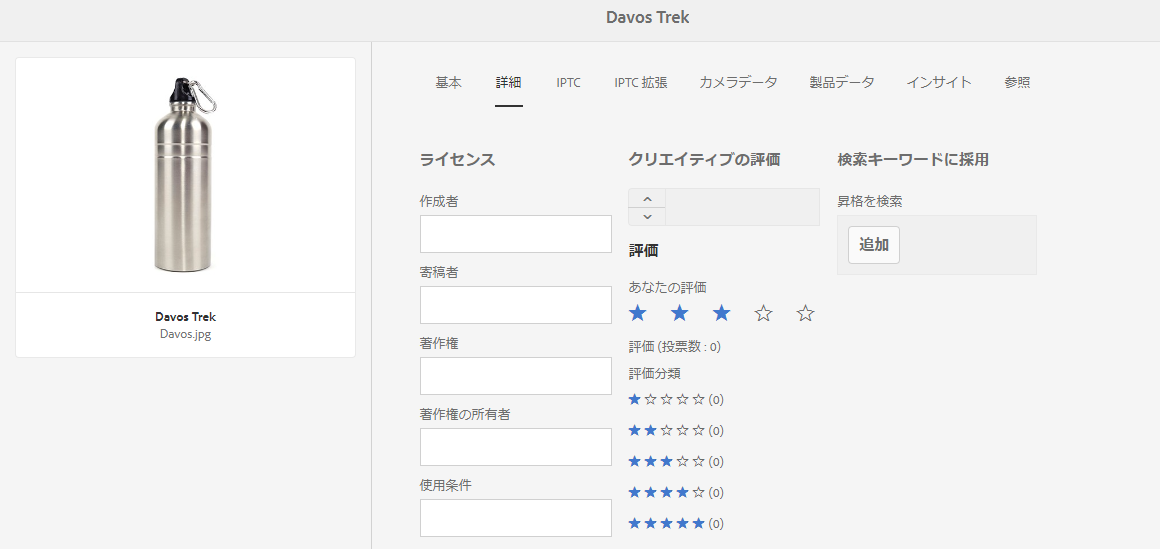 Davos Trek
Davos Trek
Davos.jpg
基本 詳細 IPTC IPTC 拡張 カメラデータ 製品データ インサイト 参照
ライセンス
作成者
寄稿者
著作権
著作権の所有者
使用条件
クリエイティブの評価
評価
あなたの評価
★ ★ ★ ☆ ☆
評価 (投票数 : 0)
評価分類
★☆☆☆☆ (0)
★★☆☆☆ (0)
★★★☆☆ (0)
★★★★☆ (0)
★★★★★ (0)
検索キーワードに採用
昇格を検索
追加